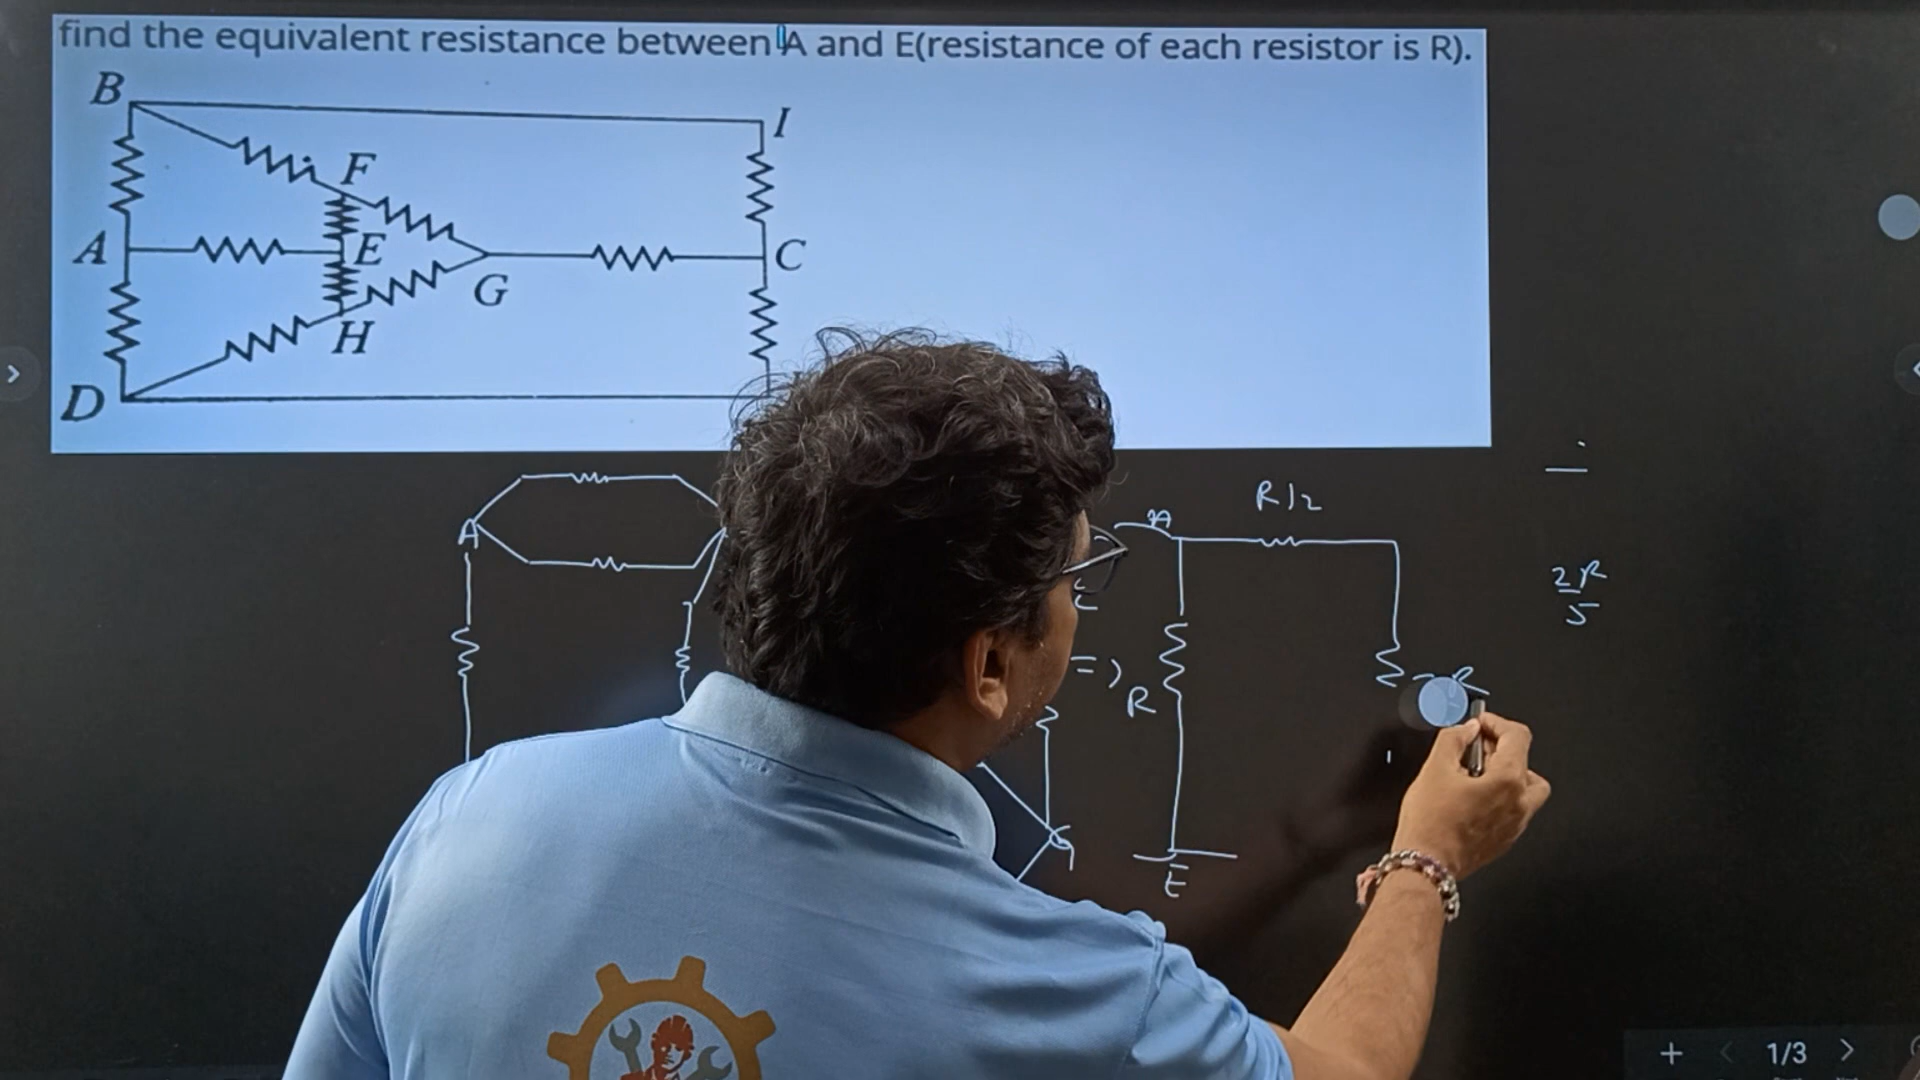 find the equivalent resistance between A and E(resistance of each resistor is R).
B
I
F
A
E
C
G
H
D
A
A
R/2
2R
5
=> R
E
1/3